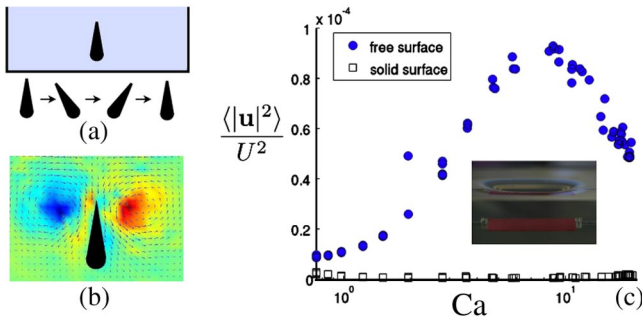 (a)
(b)
⟨|u|²⟩
U²
1 x 10⁻⁴
0.8
0.6
0.4
0.2
0
free surface
solid surface
10⁰
10¹
Ca
(c)